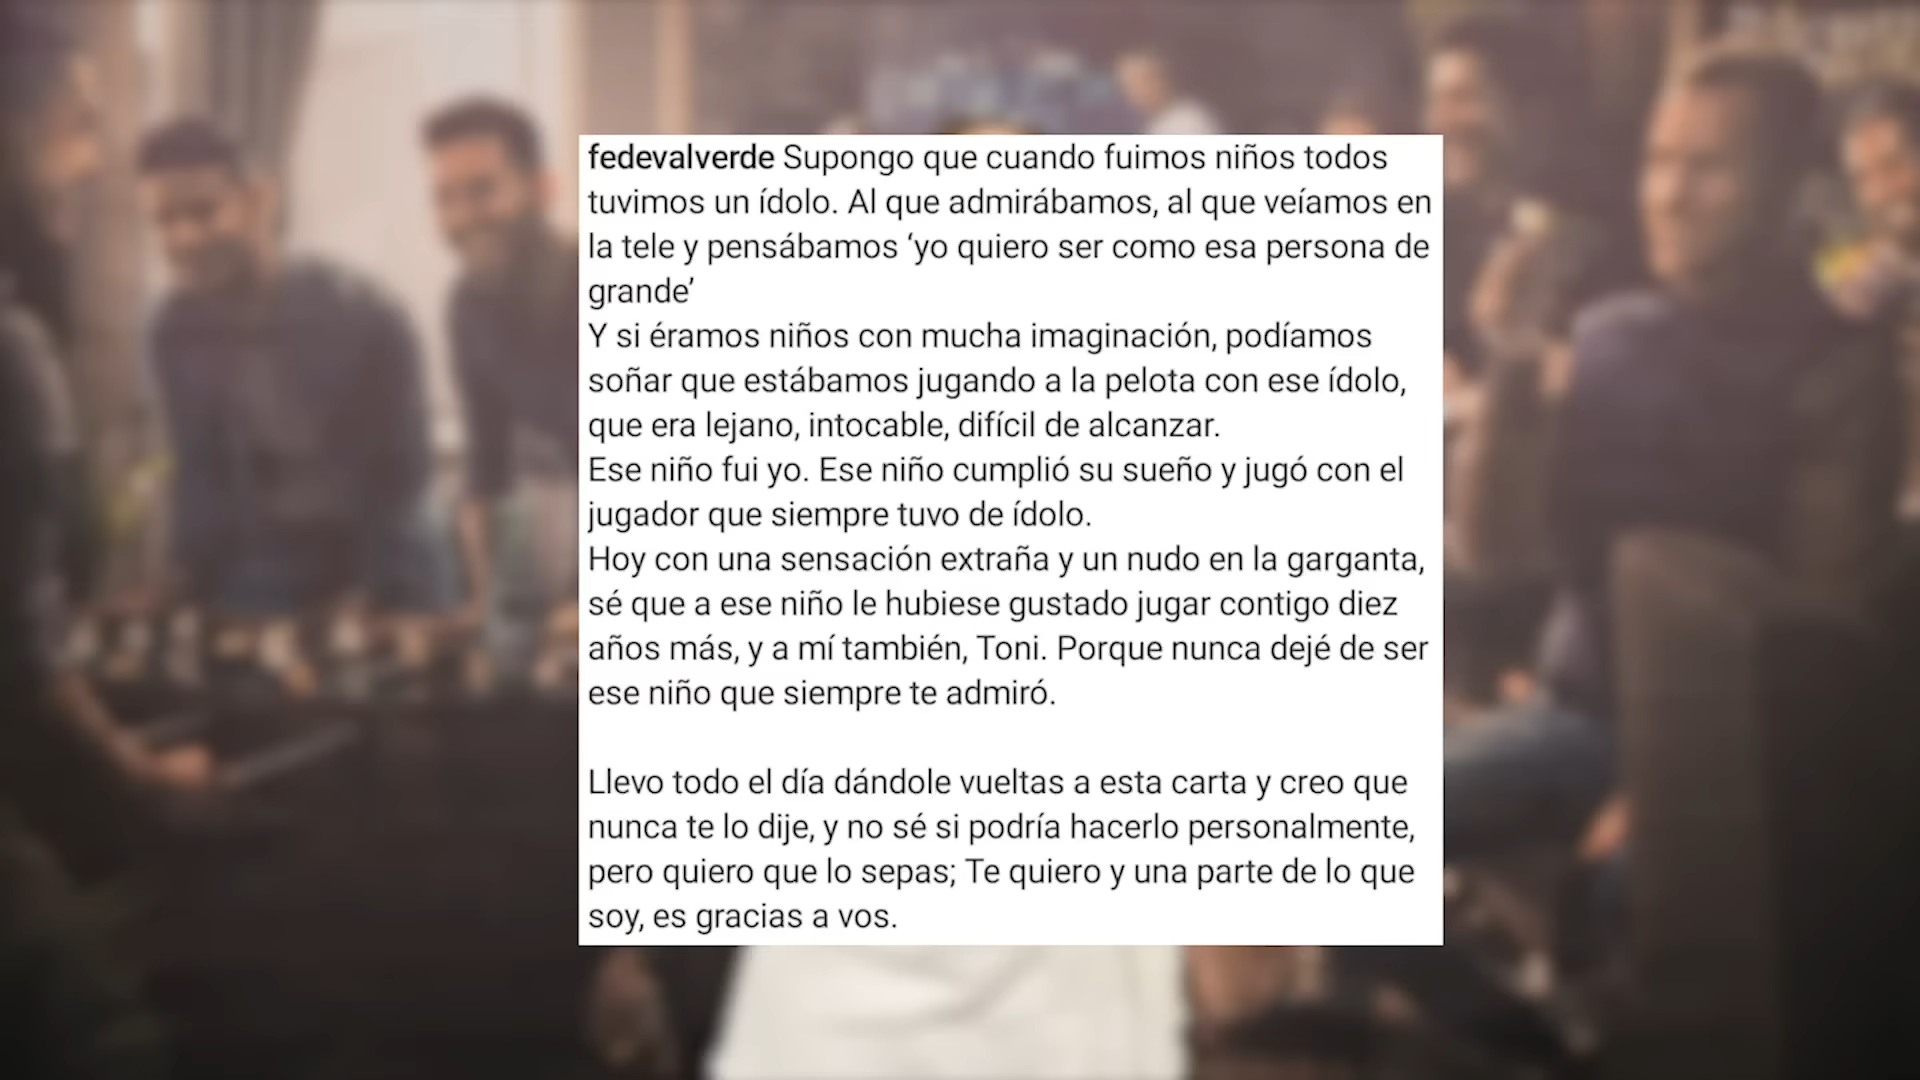 fedevalverde Supongo que cuando fuimos niños todos
tuvimos un ídolo. Al que admirábamos, al que veíamos en
la tele y pensábamos ‘yo quiero ser como esa persona de
grande’
Y si éramos niños con mucha imaginación, podíamos
soñar que estábamos jugando a la pelota con ese ídolo,
que era lejano, intocable, difícil de alcanzar.
Ese niño fui yo. Ese niño cumplió su sueño y jugó con el
jugador que siempre tuvo de ídolo.
Hoy con una sensación extraña y un nudo en la garganta,
sé que a ese niño le hubiese gustado jugar contigo diez
años más, y a mí también, Toni. Porque nunca dejé de ser
ese niño que siempre te admiró.
Llevo todo el día dándole vueltas a esta carta y creo que
nunca te lo dije, y no sé si podría hacerlo personalmente,
pero quiero que lo sepas; Te quiero y una parte de lo que
soy, es gracias a vos.